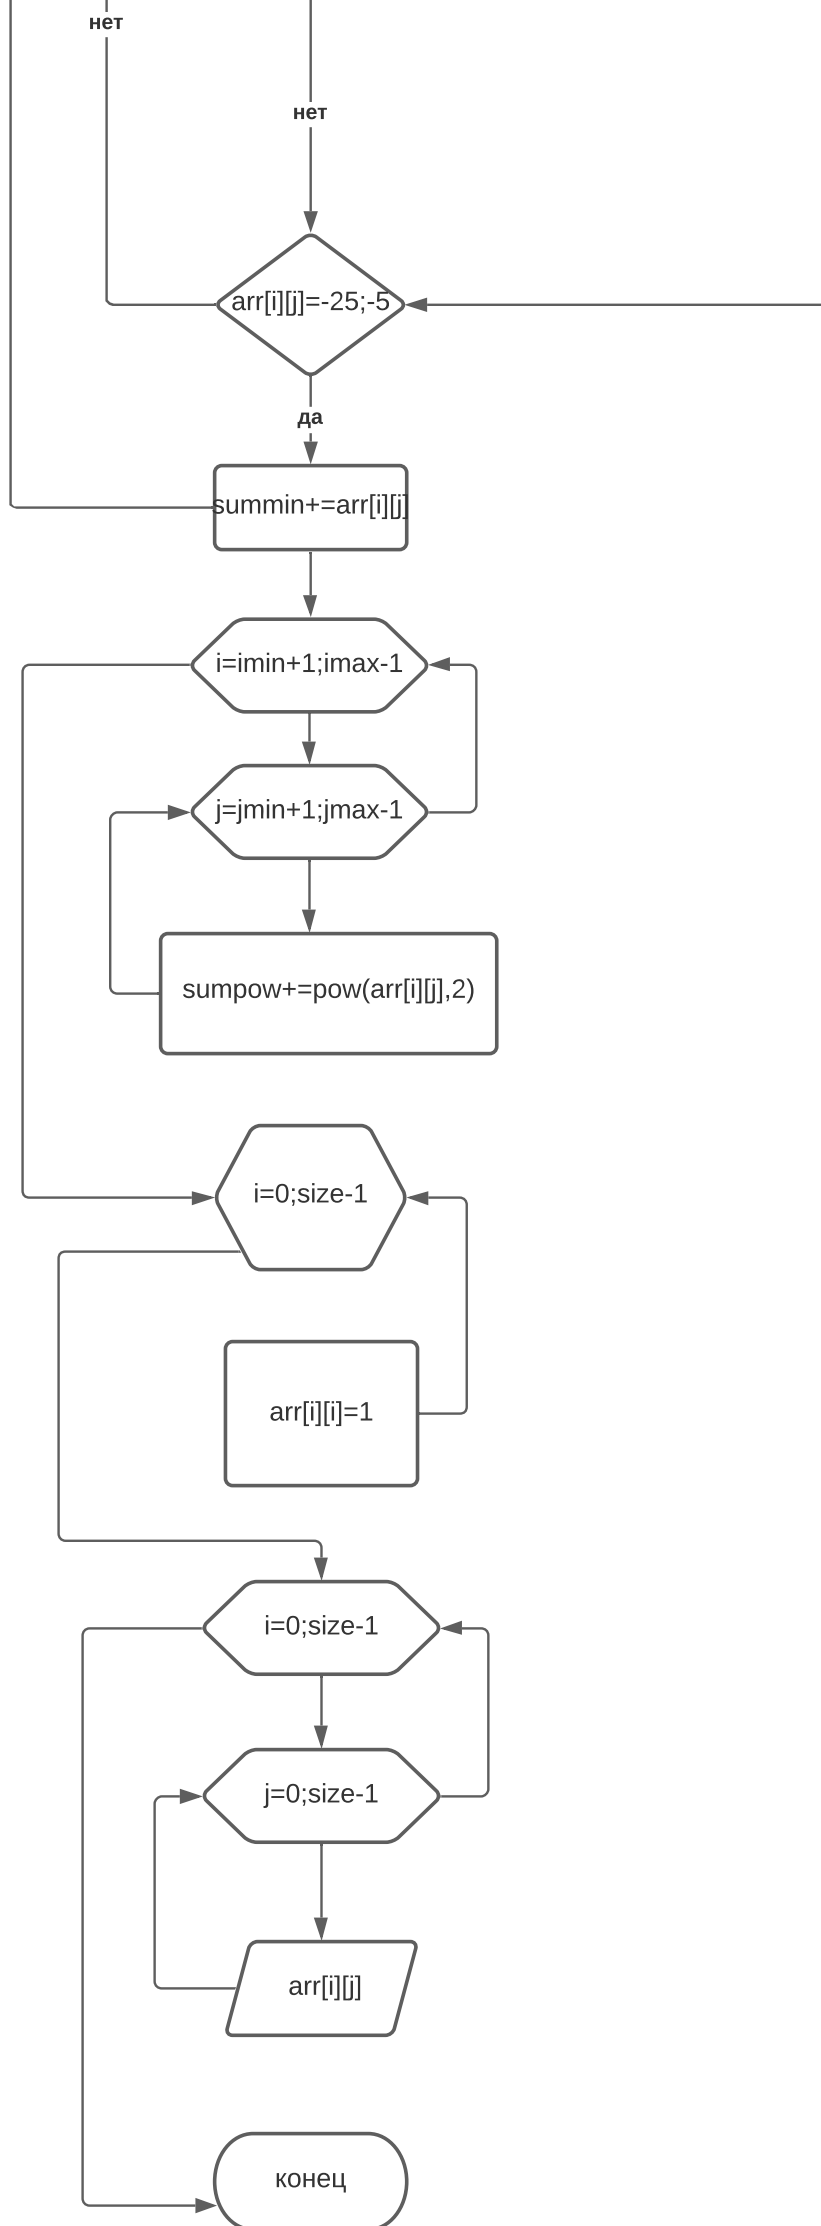 нет
нет
arr[i][j]=-25;-5
да
summin+=arr[i][j]
i=imin+1;imax-1
j=jmin+1;jmax-1
sumpow+=pow(arr[i][j],2)
i=0;size-1
arr[i][i]=1
i=0;size-1
j=0;size-1
arr[i][j]
конец